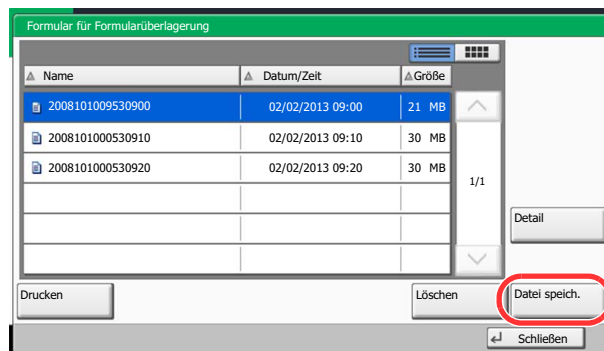 Formular für Formularüberlagerung
Name Datum/Zeit Größe
2008101009530900 02/02/2013 09:00 21 MB
2008101000530910 02/02/2013 09:10 30 MB
2008101000530920 02/02/2013 09:20 30 MB
1/1
Detail
Drucken Löschen Datei speich.
Schließen